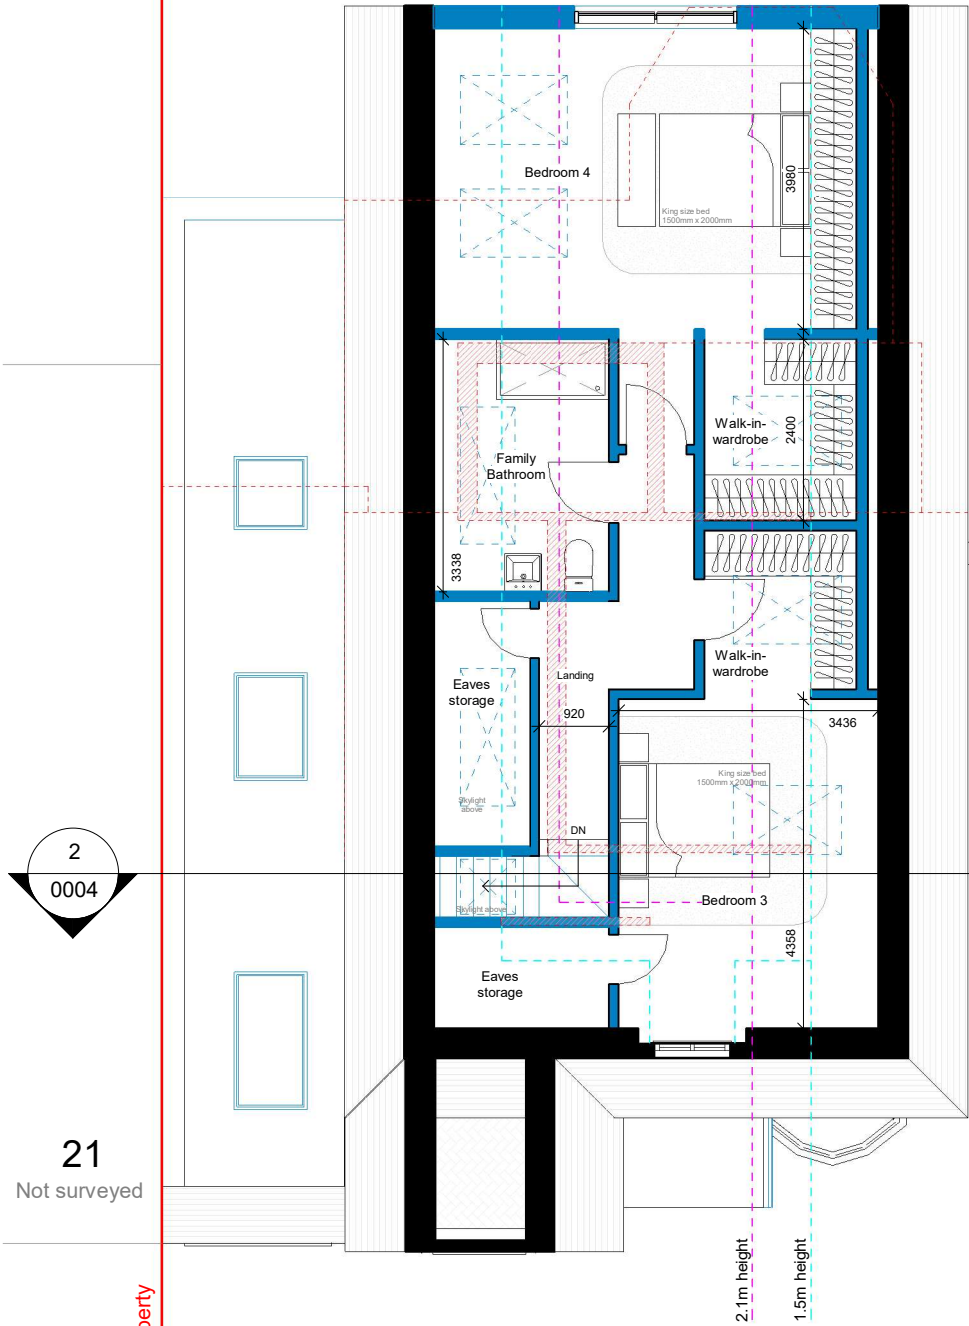 Bedroom 4
3980
King size bed
1500mm x 2000mm
Walk-in-
wardrobe
2400
Family
Bathroom
3338
Walk-in-
wardrobe
Landing
Eaves
storage
920
3436
King size bed
1500mm x 2000mm
Skylight
above
DN
2
0004
Skylight above
Bedroom 3
4358
Eaves
storage
21
Not surveyed
2.1m height
1.5m height